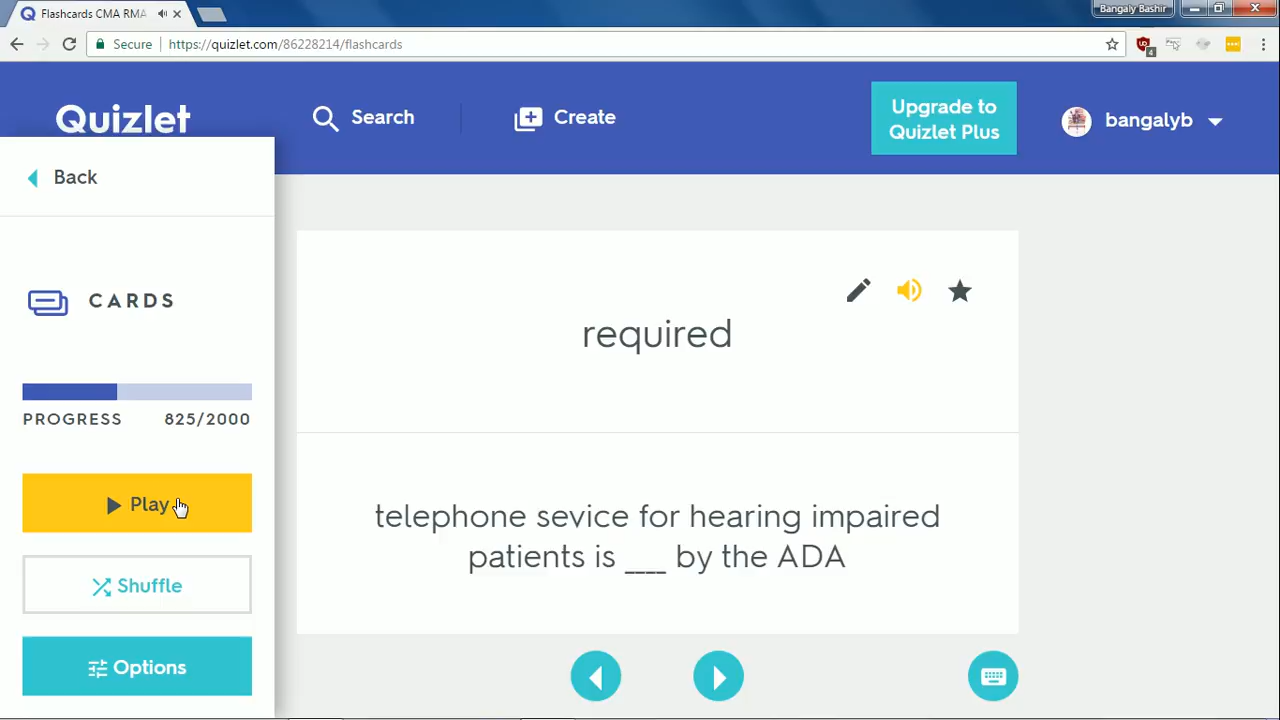 Flashcards CMA RMA
Bangaly Bashir
Secure
https://quizlet.com/86228214/flashcards
4
Quizlet
Search
Create
Upgrade to
Quizlet Plus
bangalyb
Back
CARDS
PROGRESS 825/2000
Play
Shuffle
Options
required
telephone sevice for hearing impaired
patients is ____ by the ADA